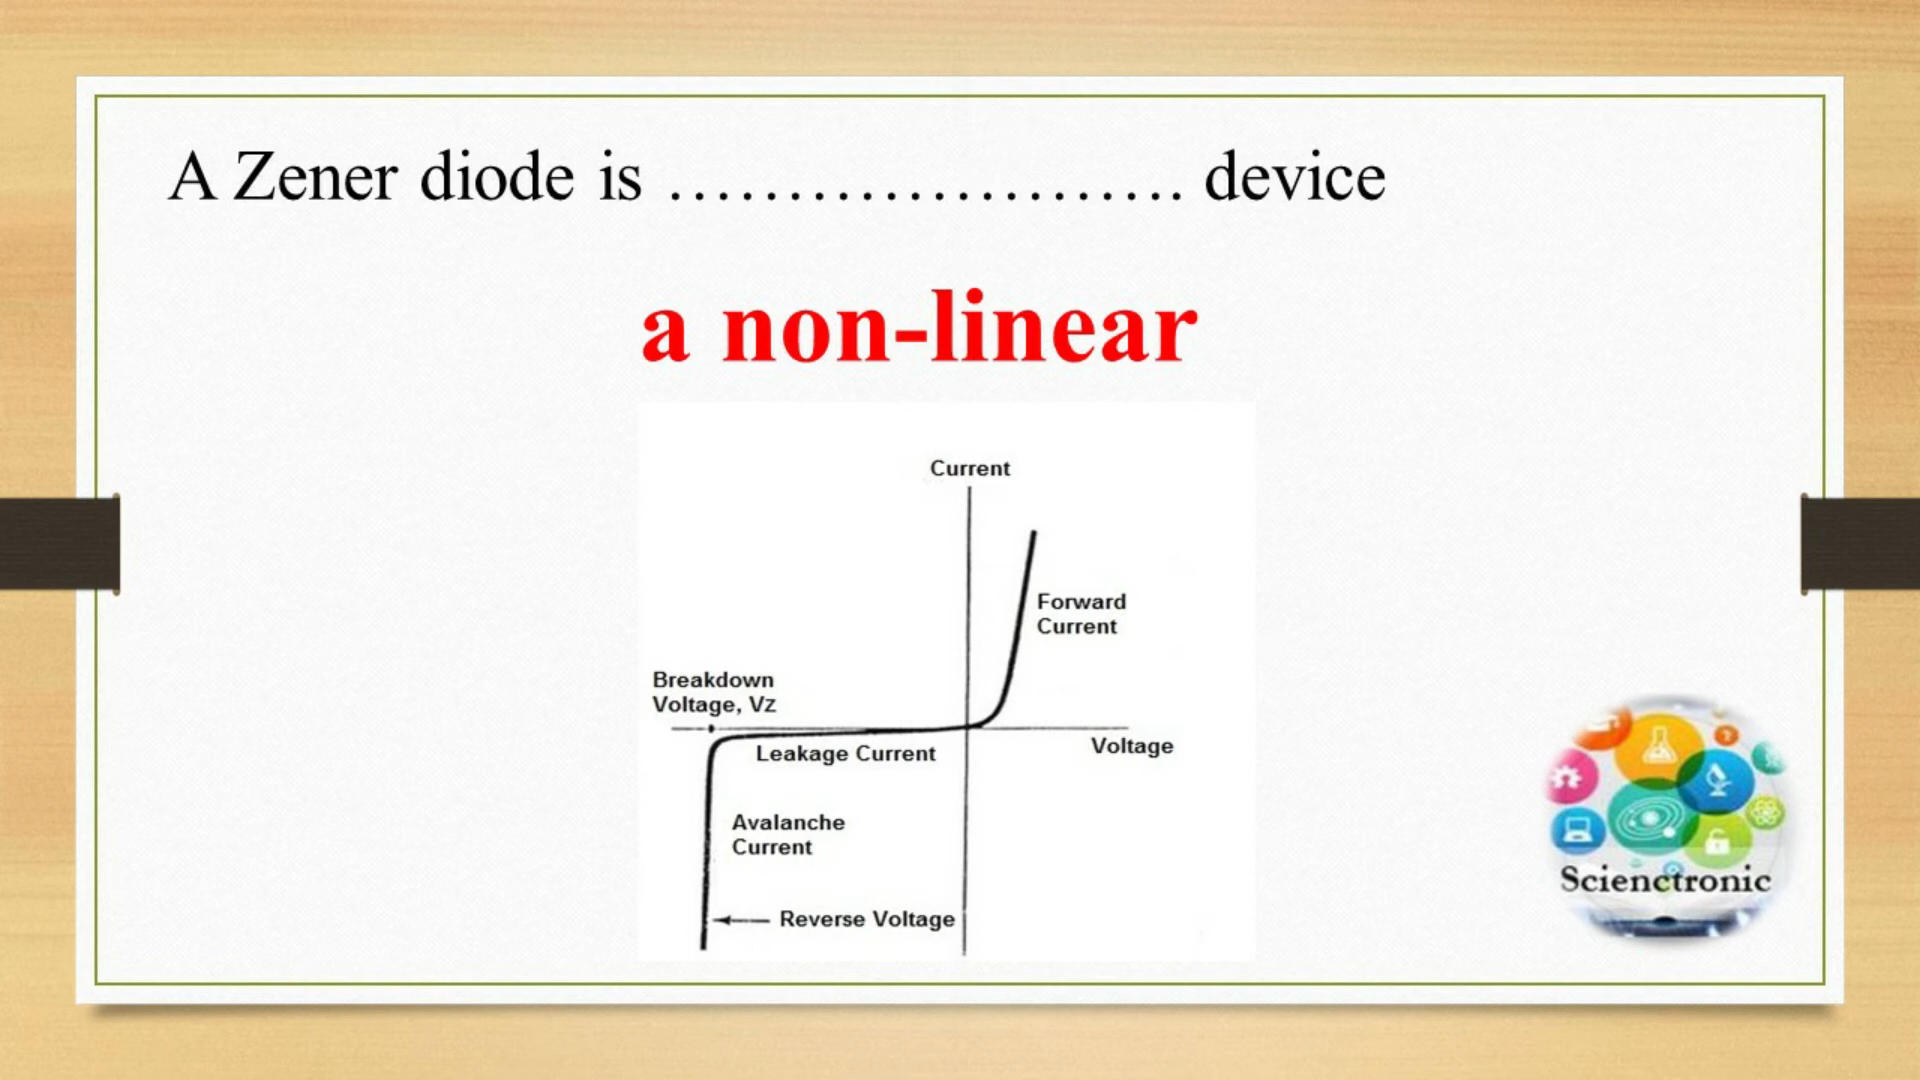 A Zener diode is …………………. device
a non-linear
Current
Forward
Current
Breakdown
Voltage, Vz
Leakage Current
Voltage
Avalanche
Current
Reverse Voltage
Scienctronic